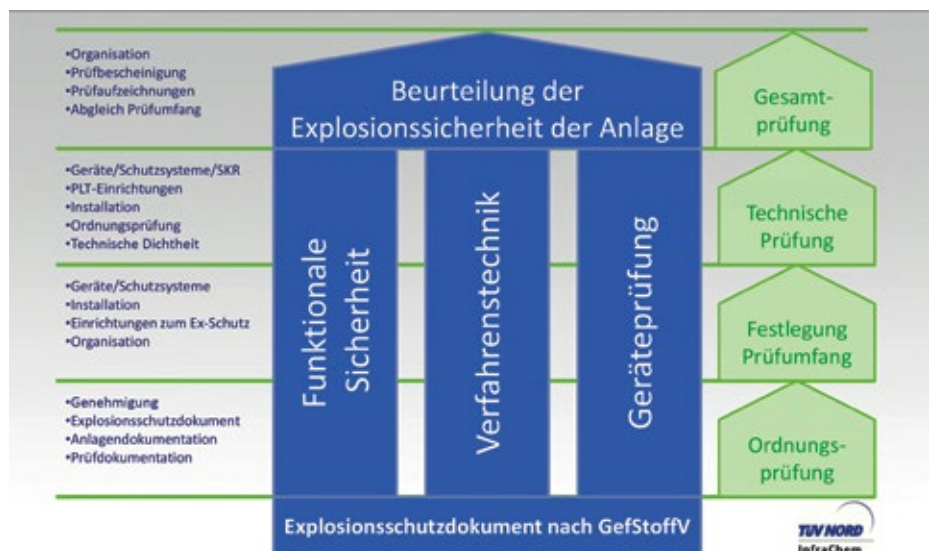 •Organisation
•Prüfbescheinigung
•Prüfaufzeichnungen
•Abgleich Prüfumfang
Beurteilung der
Explosionssicherheit der Anlage
Gesamt-
prüfung
•Geräte/Schutzsysteme/SKR
•PLT-Einrichtungen
•Installation
•Ordnungsprüfung
•Technische Dichtheit
Funktionale
Sicherheit
Verfahrenstechnik
Geräteprüfung
Technische
Prüfung
•Geräte/Schutzsysteme
•Installation
•Einrichtungen zum Ex-Schutz
•Organisation
Festlegung
Prüfumfang
•Genehmigung
•Explosionsschutzdokument
•Anlagendokumentation
•Prüfdokumentation
Ordnungs-
prüfung
Explosionsschutzdokument nach GefStoffV
TÜV NORD
InfraChem